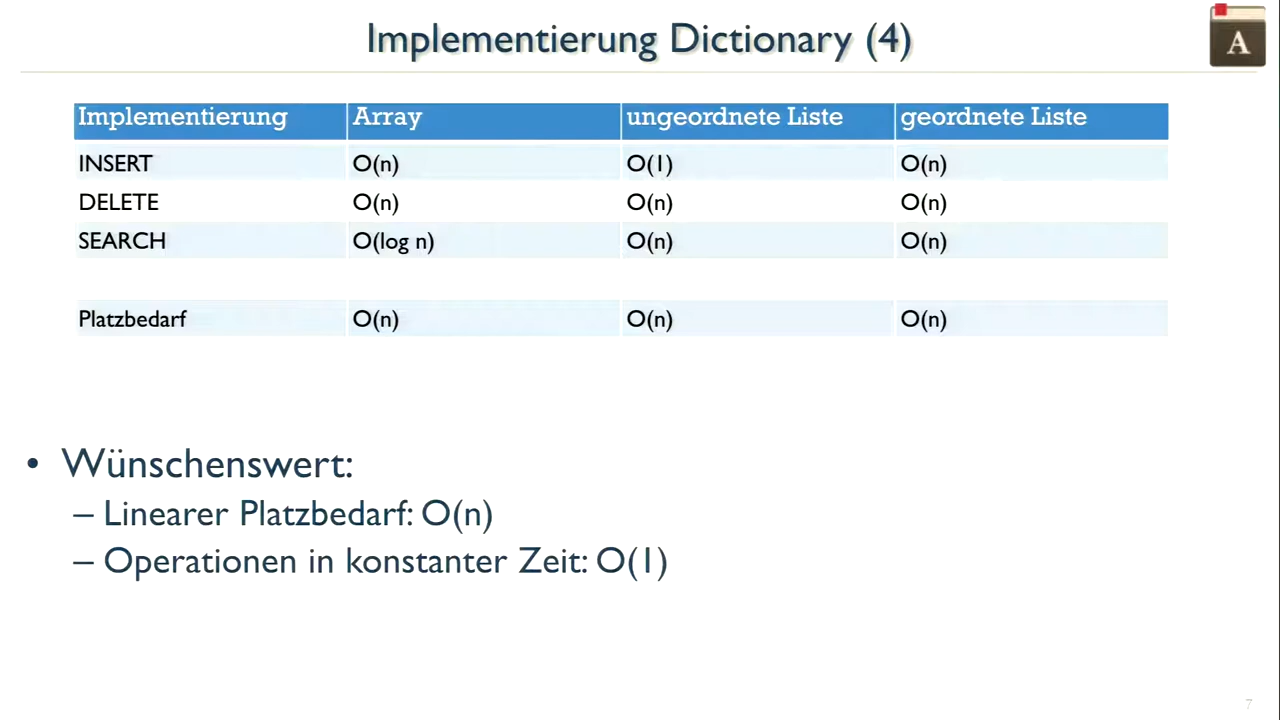 Implementierung Dictionary (4)
A
Implementierung Array ungeordnete Liste geordnete Liste
INSERT O(n) O(1) O(n)
DELETE O(n) O(n) O(n)
SEARCH O(log n) O(n) O(n)
Platzbedarf O(n) O(n) O(n)
• Wünschenswert:
– Linearer Platzbedarf: O(n)
– Operationen in konstanter Zeit: O(1)
7